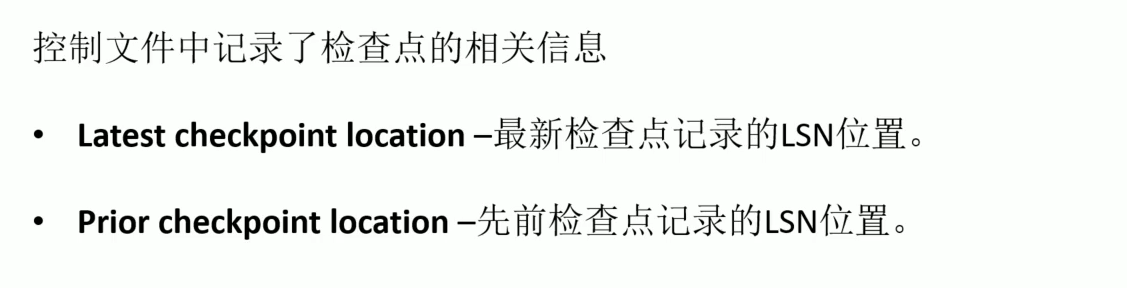 控制文件中记录了检查点的相关信息
• Latest checkpoint location –最新检查点记录的LSN位置。
• Prior checkpoint location –先前检查点记录的LSN位置。